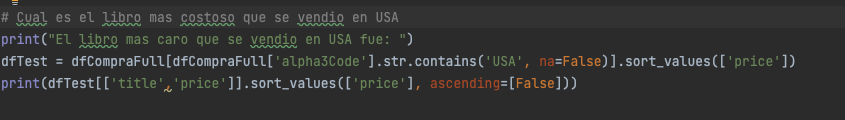 # Cual es el libro mas costoso que se vendio en USA
print("El libro mas caro que se vendio en USA fue: ")
dfTest = dfCompraFull[dfCompraFull['alpha3Code'].str.contains('USA', na=False)].sort_values(['price'])
print(dfTest[['title','price']].sort_values(['price'], ascending=[False]))